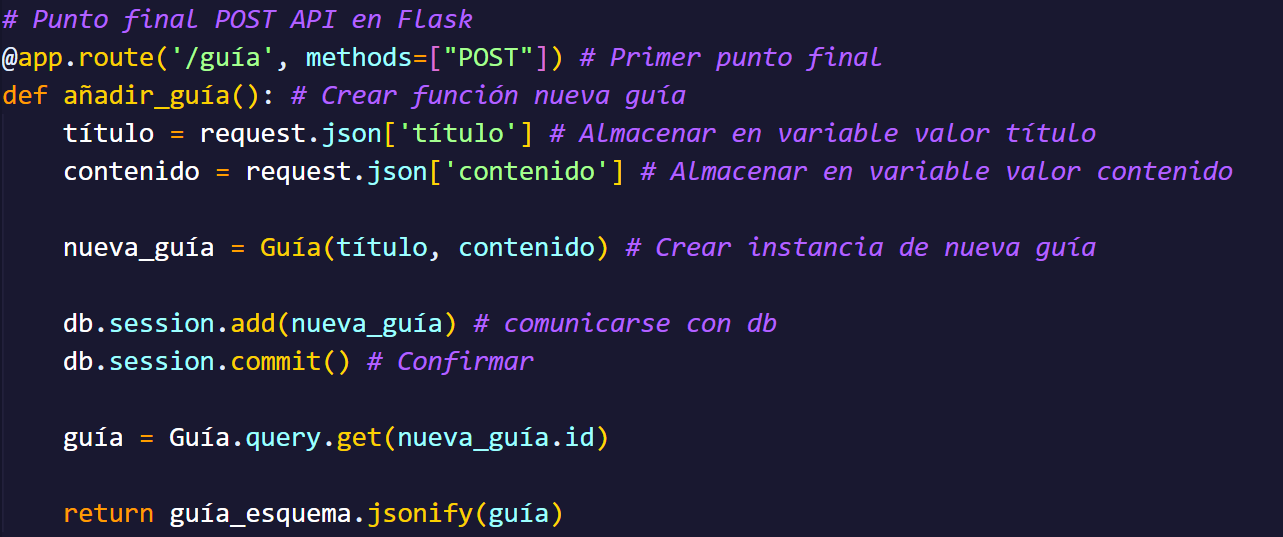 # Punto final POST API en Flask
@app.route('/guía', methods=["POST"]) # Primer punto final
def añadir_guía(): # Crear función nueva guía
    título = request.json['título'] # Almacenar en variable valor título
    contenido = request.json['contenido'] # Almacenar en variable valor contenido
    nueva_guía = Guía(título, contenido) # Crear instancia de nueva guía
    db.session.add(nueva_guía) # comunicarse con db
    db.session.commit() # Confirmar
    guía = Guía.query.get(nueva_guía.id)
    return guía_esquema.jsonify(guía)